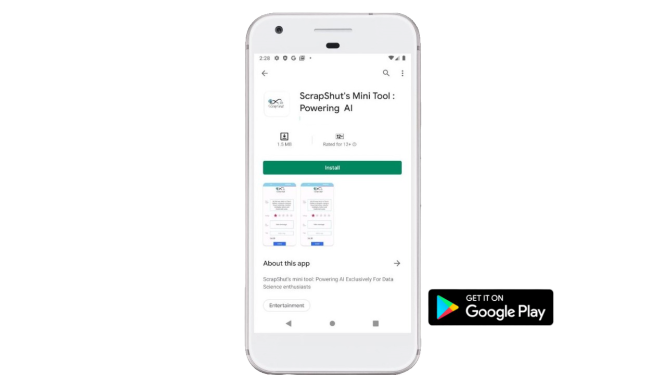 2:28
ScrapShut's Mini Tool :
Powering AI
12+
1.5 MB
Rated for 12+
Install
About this app
ScrapShut's mini tool: Powering AI Exclusively For Data
Science enthusiasts
Entertainment
GET IT ON
Google Play